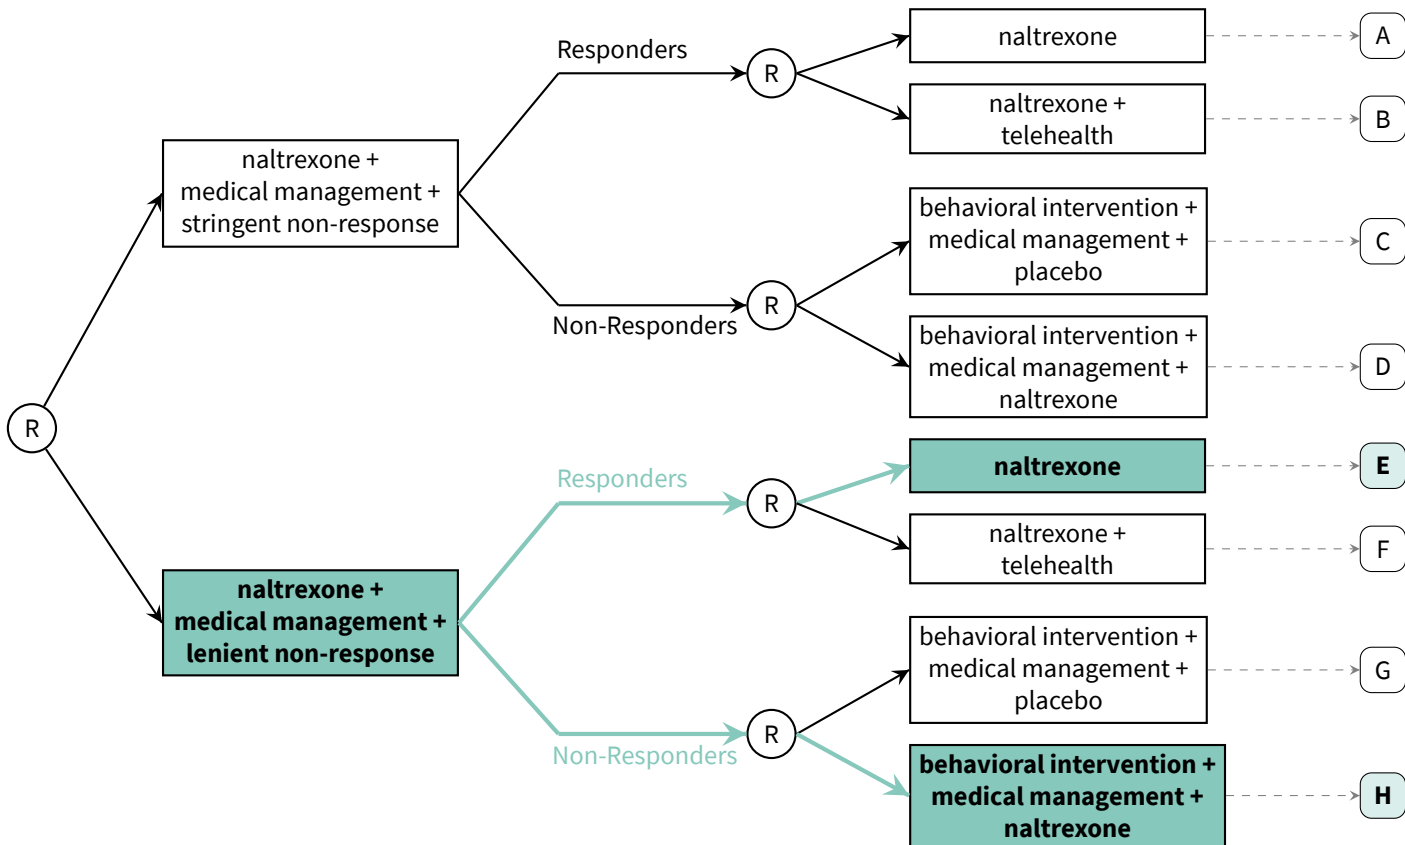 Responders
R
naltrexone
A
naltrexone +
telehealth
B
naltrexone +
medical management +
stringent non-response
behavioral intervention +
medical management +
placebo
C
Non-Responders
R
behavioral intervention +
medical management +
naltrexone
D
R
Responders
R
naltrexone
E
naltrexone +
telehealth
F
naltrexone +
medical management +
lenient non-response
behavioral intervention +
medical management +
placebo
G
Non-Responders
R
behavioral intervention +
medical management +
naltrexone
H